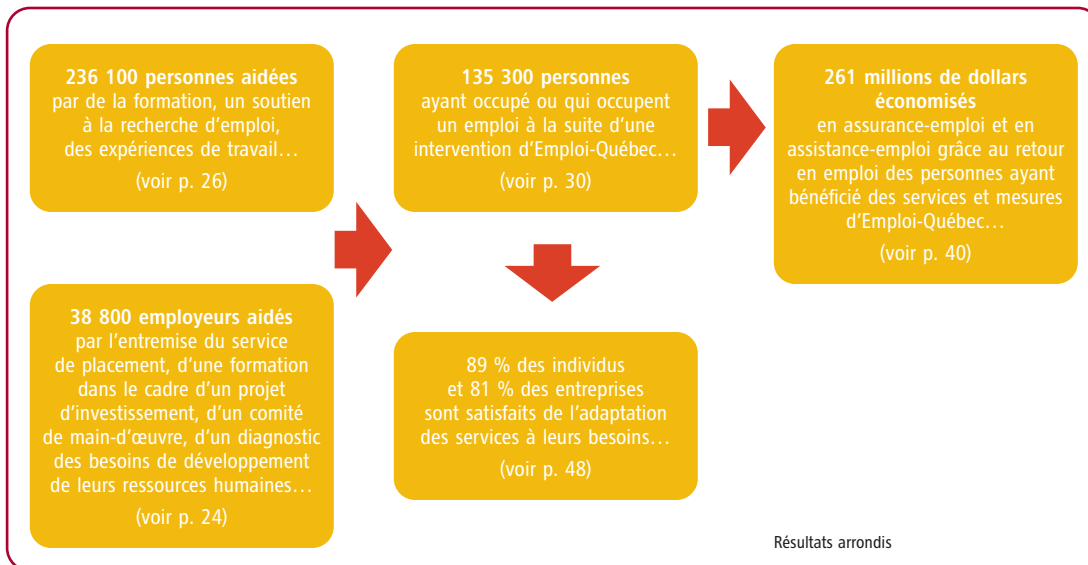 236 100 personnes aidées
par de la formation, un soutien
à la recherche d'emploi,
des expériences de travail…
(voir p. 26)
38 800 employeurs aidés
par l'entremise du service
de placement, d'une formation
dans le cadre d'un projet
d'investissement, d'un comité
de main-d'œuvre, d'un diagnostic
des besoins de développement
de leurs ressources humaines…
(voir p. 24)
135 300 personnes
ayant occupé ou qui occupent
un emploi à la suite d'une
intervention d'Emploi-Québec…
(voir p. 30)
89 % des individus
et 81 % des entreprises
sont satisfaits de l'adaptation
des services à leurs besoins…
(voir p. 48)
261 millions de dollars
économisés
en assurance-emploi et en
assistance-emploi grâce au retour
en emploi des personnes ayant
bénéficié des services et mesures
d'Emploi-Québec…
(voir p. 40)
Résultats arrondis